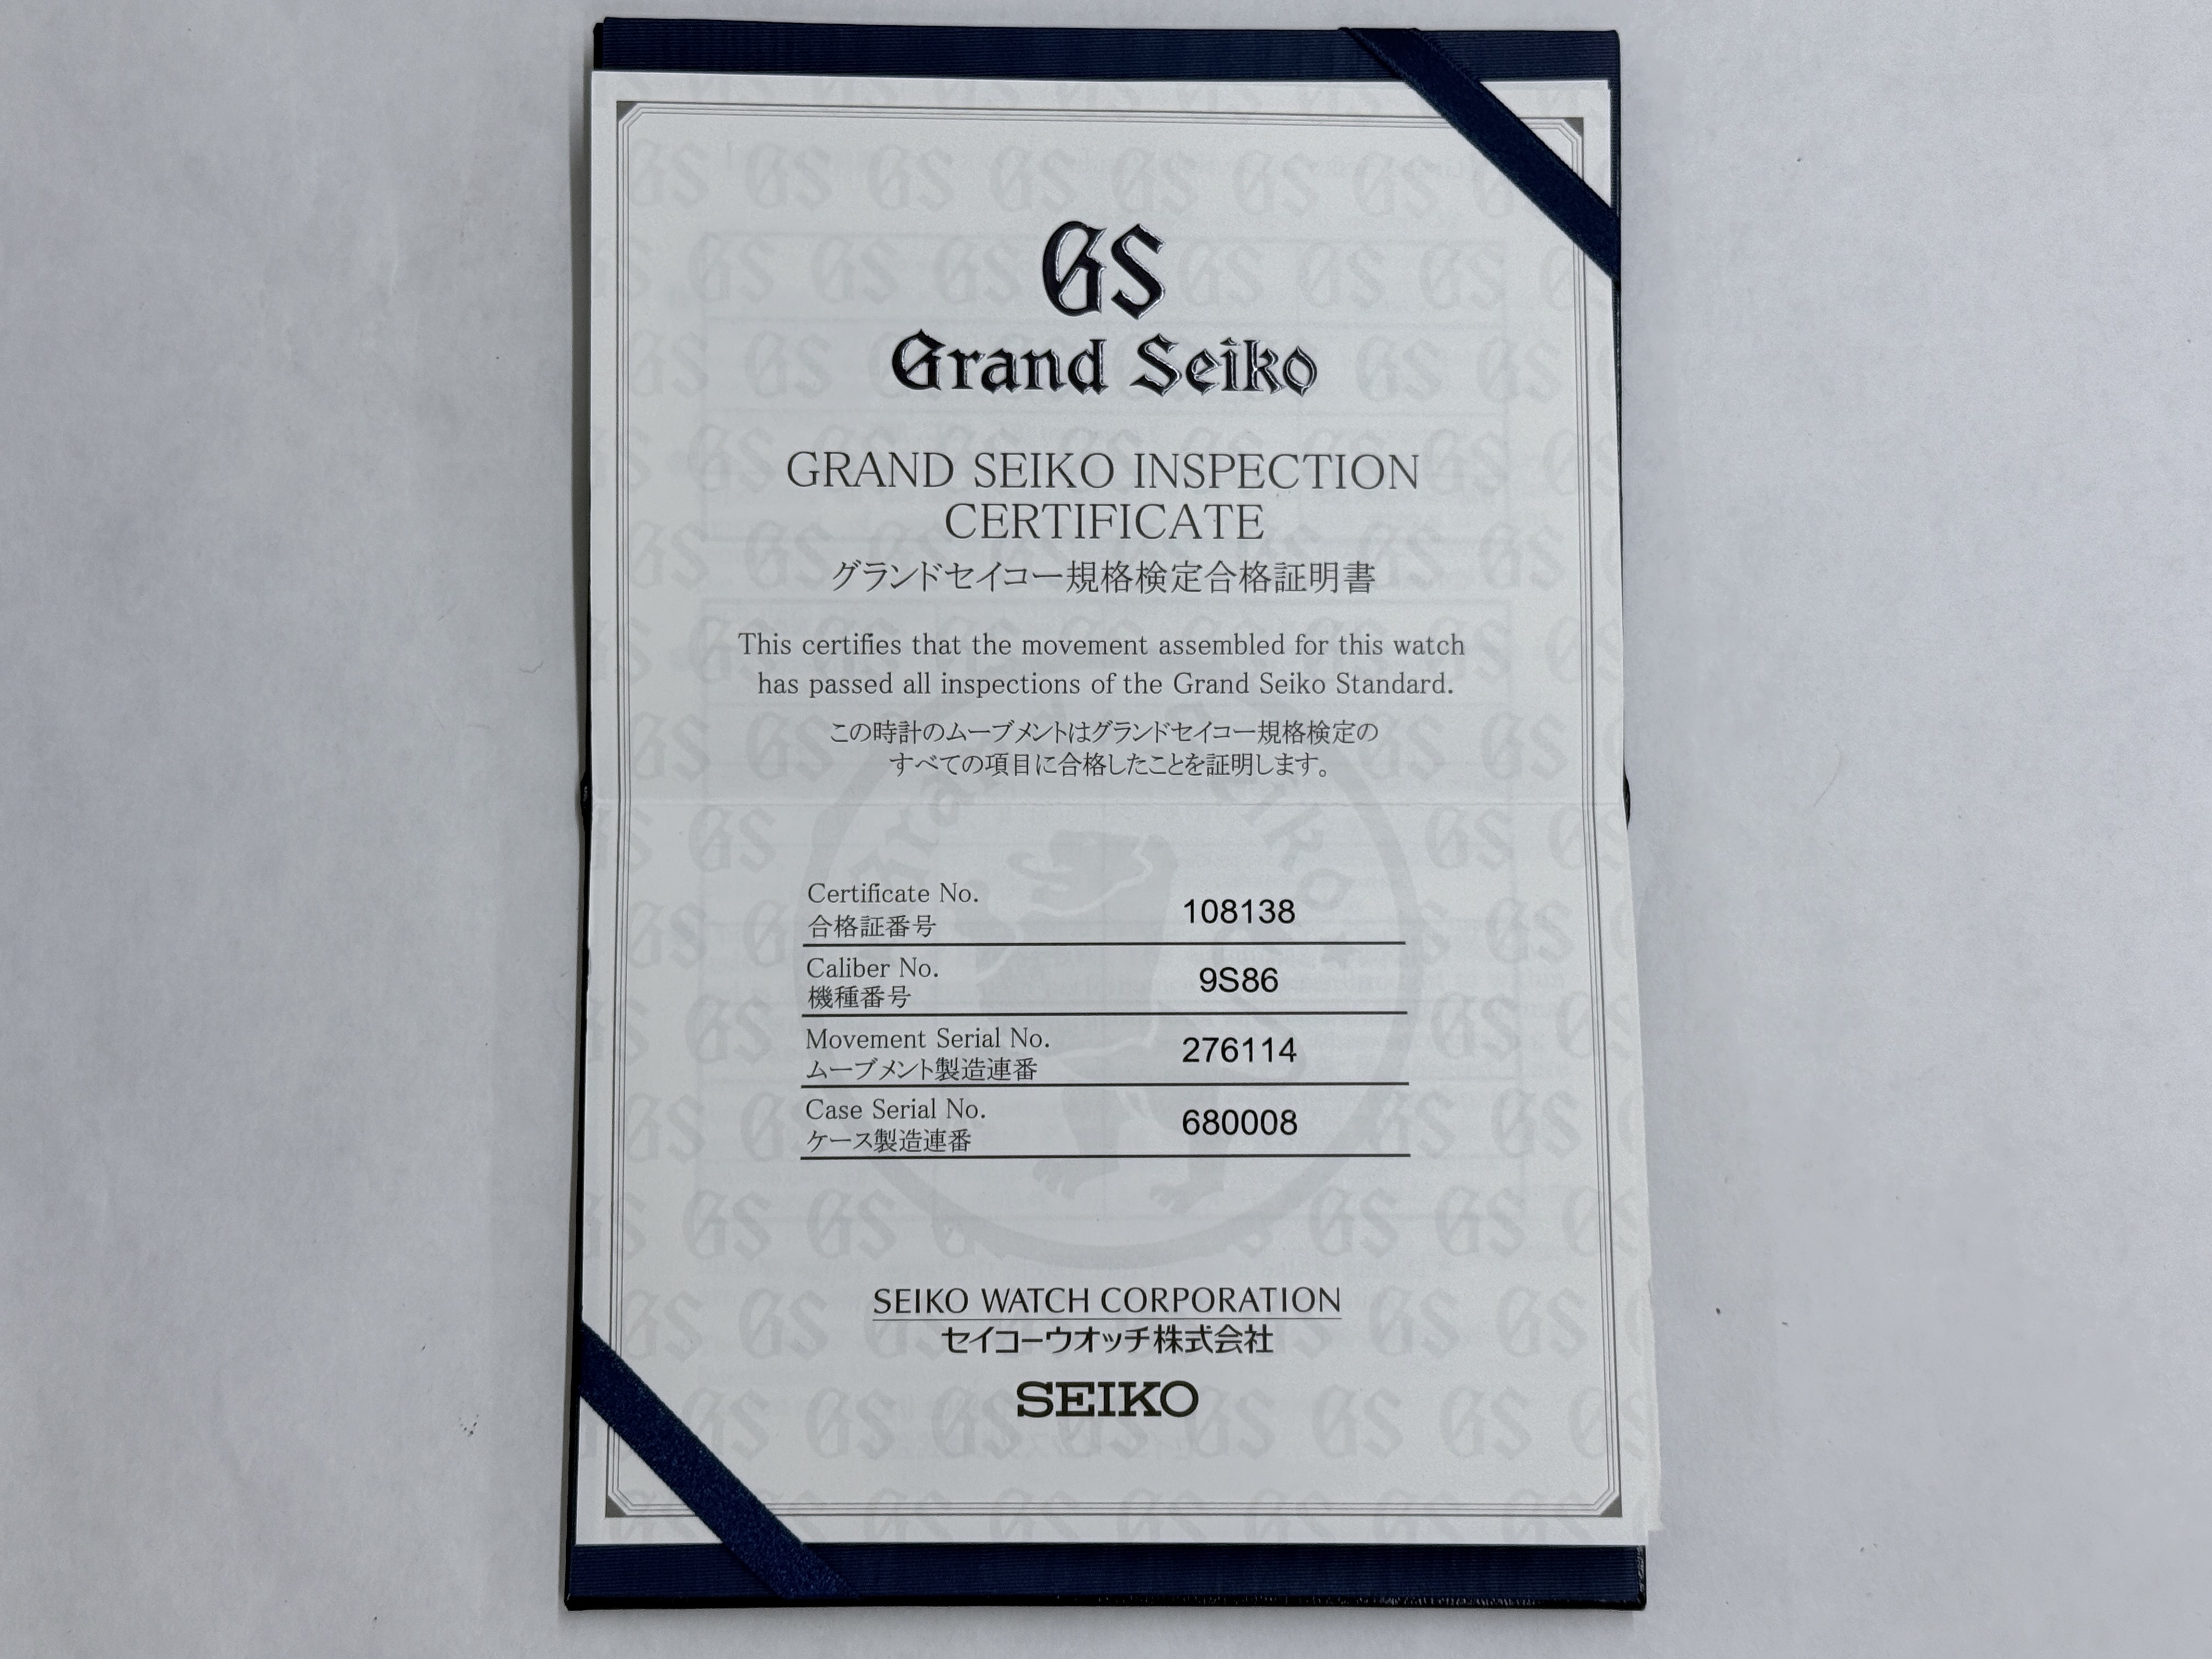 GS
Grand Seiko
GRAND SEIKO INSPECTION
CERTIFICATE
グランドセイコー規格検定合格証明書
This certifies that the movement assembled for this watch
has passed all inspections of the Grand Seiko Standard.
この時計のムーブメントはグランドセイコー規格検定の
すべての項目に合格したことを証明します。
Certificate No.
合格証番号
108138
Caliber No.
機種番号
9S86
Movement Serial No.
ムーブメント製造連番
276114
Case Serial No.
ケース製造連番
680008
SEIKO WATCH CORPORATION
セイコーウオッチ株式会社
SEIKO